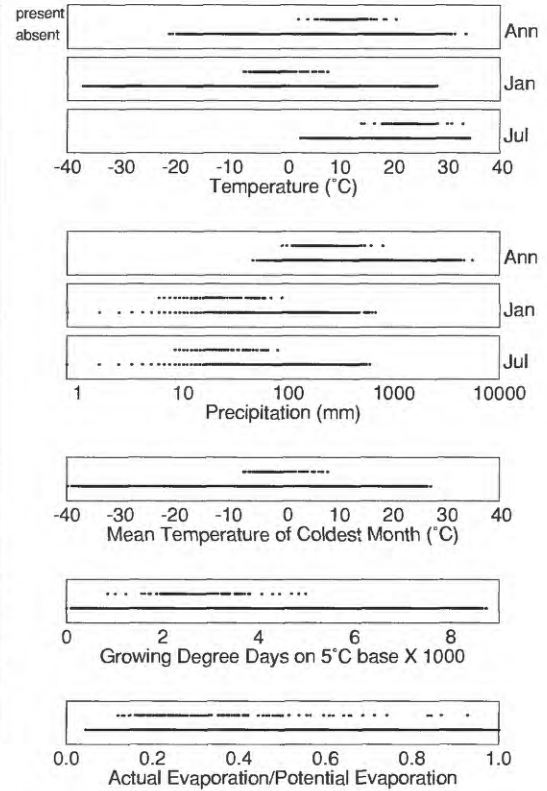 present
absent
Ann
Jan
Jul
-40 -30 -20 -10 0 10 20 30 40
Temperature (°C)
Ann
Jan
Jul
1 10 100 1000 10000
Precipitation (mm)
-40 -30 -20 -10 0 10 20 30 40
Mean Temperature of Coldest Month (°C)
0 2 4 6 8
Growing Degree Days on 5°C base X 1000
0.0 0.2 0.4 0.6 0.8 1.0
Actual Evaporation/Potential Evaporation